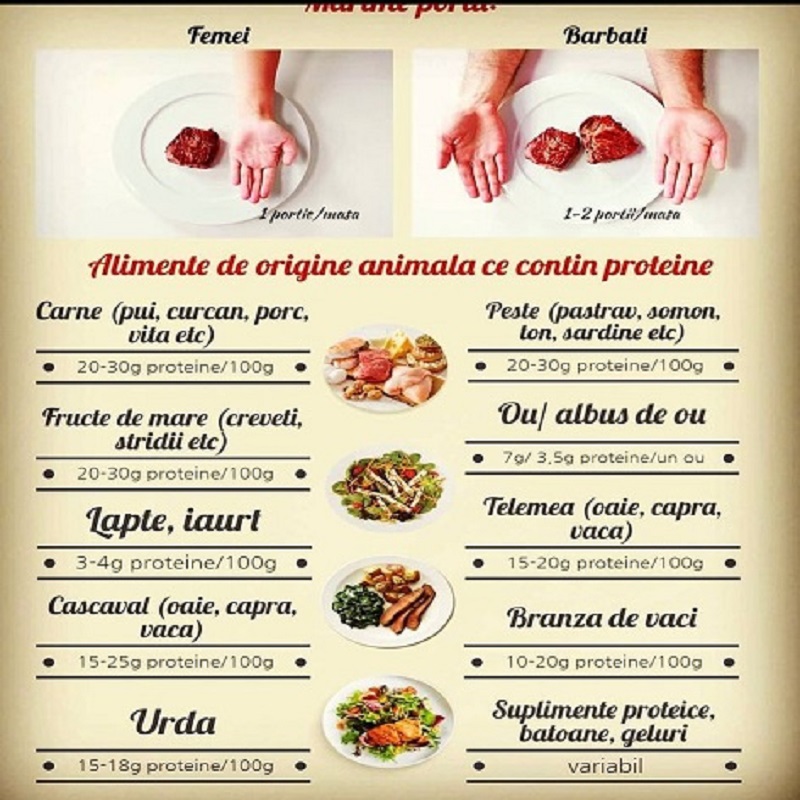 Marime portii
Femei
Barbati
1 portie/masa
1-2 portii/masa
Alimente de origine animala ce contin proteine
Carne (pui, curcan, porc,
vita etc)
20-30g proteine/100g
Fructe de mare (creveti,
stridii etc)
20-30g proteine/100g
Lapte, iaurt
3-4g proteine/100g
Cascaval (oaie, capra,
vaca)
15-25g proteine/100g
Urda
15-18g proteine/100g
Peste (pastrav, somon,
ton, sardine etc)
20-30g proteine/100g
Ou/ albus de ou
7g/ 3,5g proteine/un ou
Telemea (oaie, capra,
vaca)
15-20g proteine/100g
Branza de vaci
10-20g proteine/100g
Suplimente proteice,
batoane, geluri
variabil